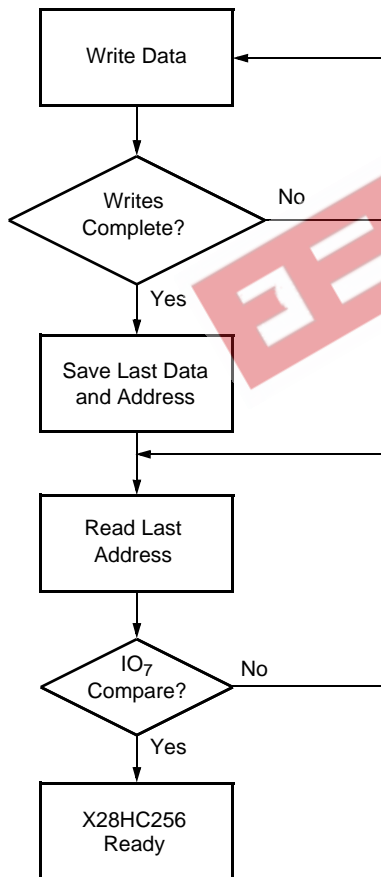 Write Data
Writes
Complete?
No
Yes
Save Last Data
and Address
Read Last
Address
IO7
Compare?
No
Yes
X28HC256
Ready